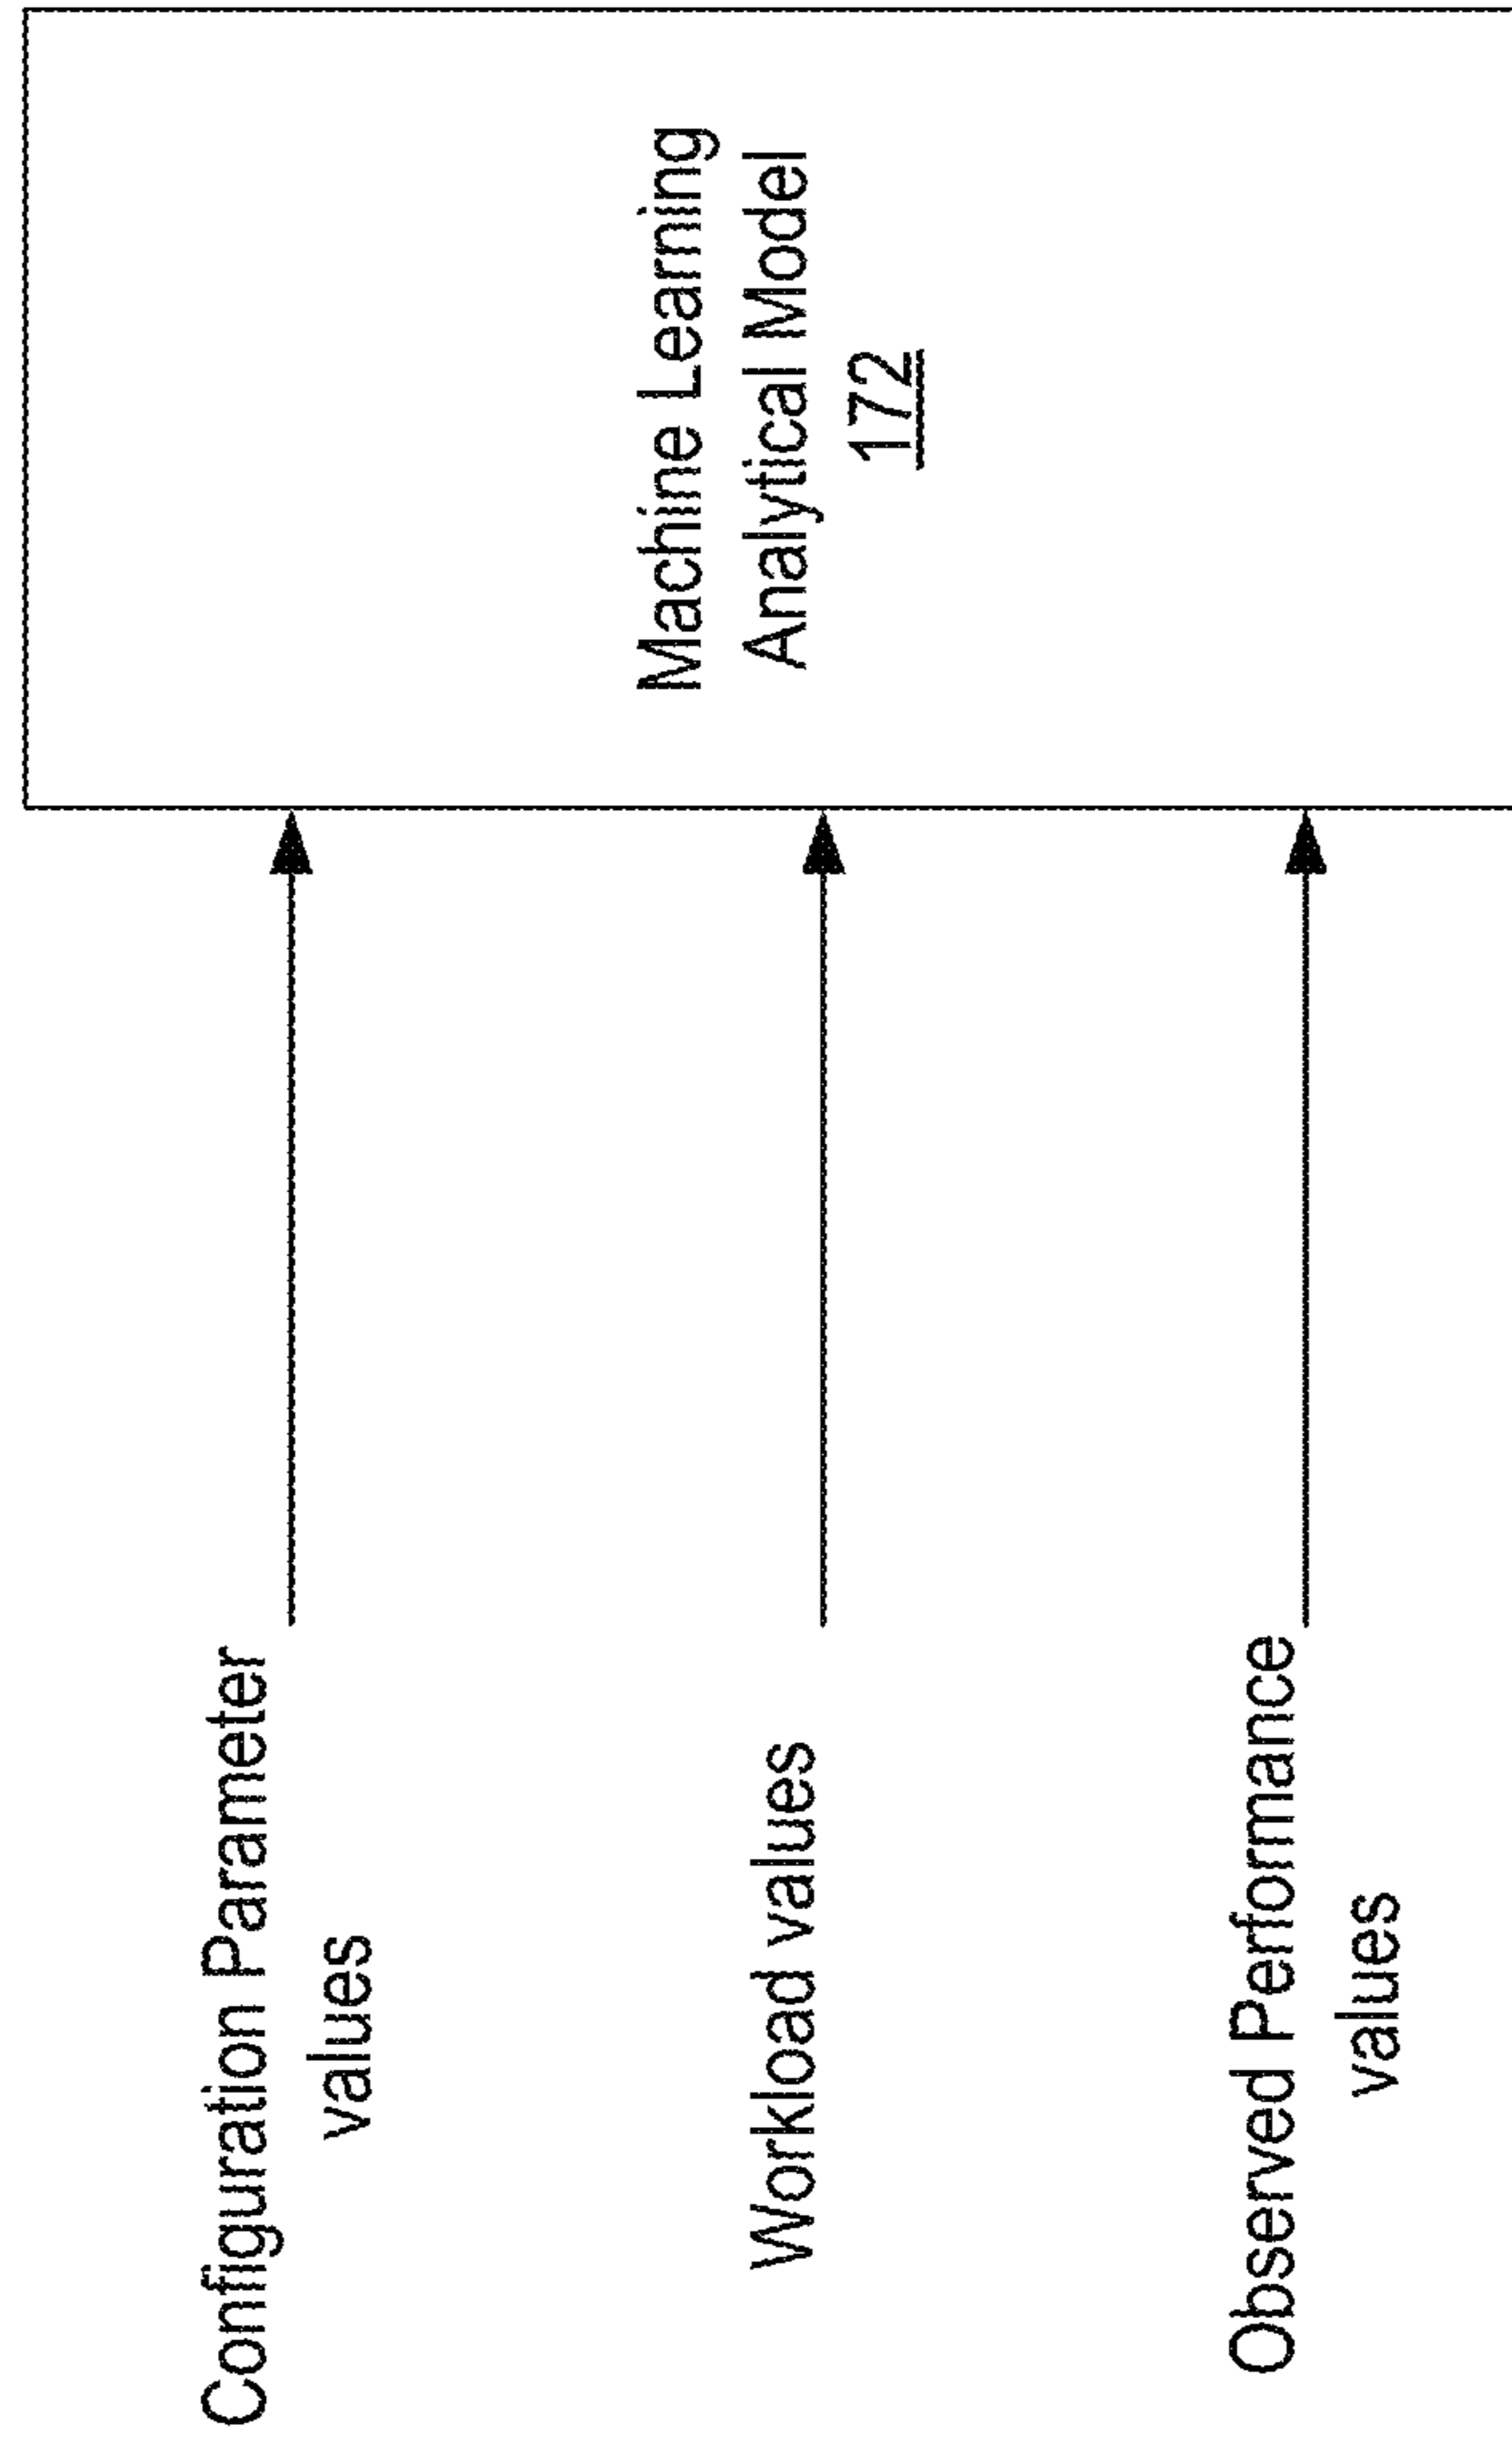 Configuration Parameter
values
Workload values
Observed Performance
values
Machine Learning
Analytical Model
172